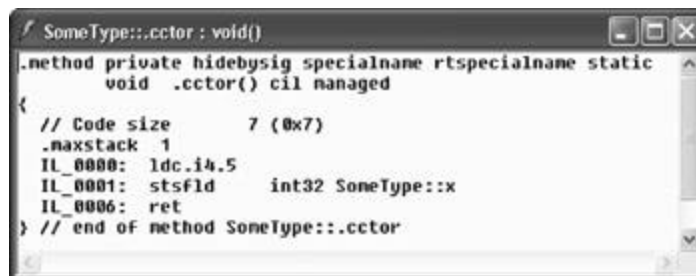 SomeType::.cctor : void()
.method private hidebysig specialname rtspecialname static
void .cctor() cil managed
{
// Code size 7 (0x7)
.maxstack 1
IL_0000: ldc.i4.5
IL_0001: stsfld int32 SomeType::x
IL_0006: ret
} // end of method SomeType::.cctor